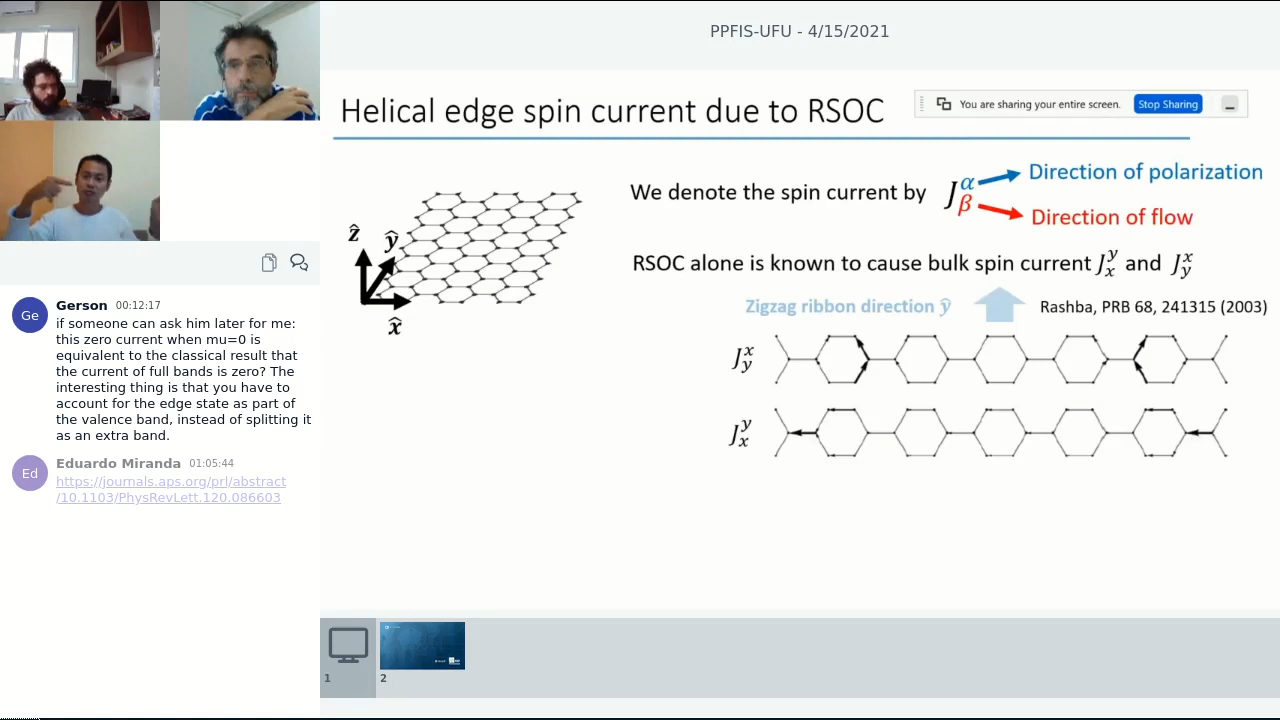 PPFIS-UFU - 4/15/2021
Helical edge spin current due to RSOC
You are sharing your entire screen.
Stop Sharing
We denote the spin current by J^α_β
Direction of polarization
Direction of flow
ẑ
ŷ
x̂
RSOC alone is known to cause bulk spin current J^y_x and J^x_y
Zigzag ribbon direction ŷ
Rashba, PRB 68, 241315 (2003)
J^x_y
J^y_x
Ge
Gerson 00:12:17
if someone can ask him later for me:
this zero current when mu=0 is
equivalent to the classical result that
the current of full bands is zero? The
interesting thing is that you have to
account for the edge state as part of
the valence band, instead of splitting it
as an extra band.
Ed
Eduardo Miranda 01:05:44
https://journals.aps.org/prl/abstract
/10.1103/PhysRevLett.120.086603
1
2